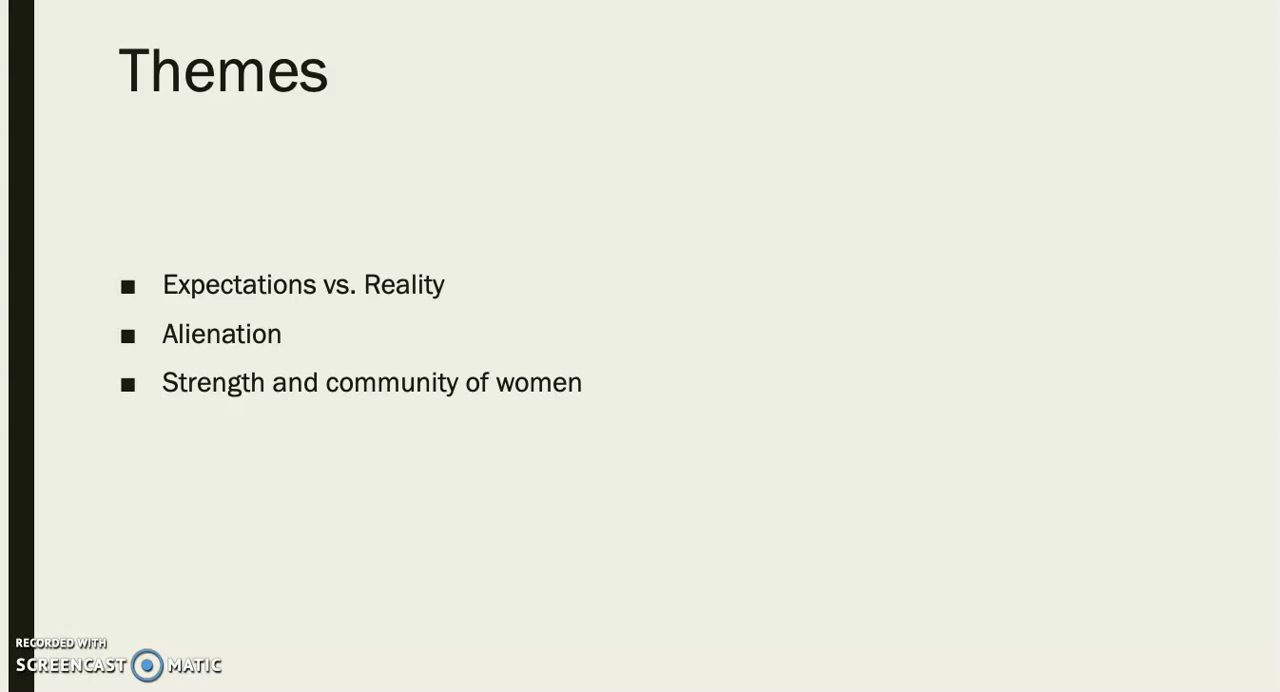 Themes
■ Expectations vs. Reality
■ Alienation
■ Strength and community of women
RECORDED WITH
SCREENCAST MATIC